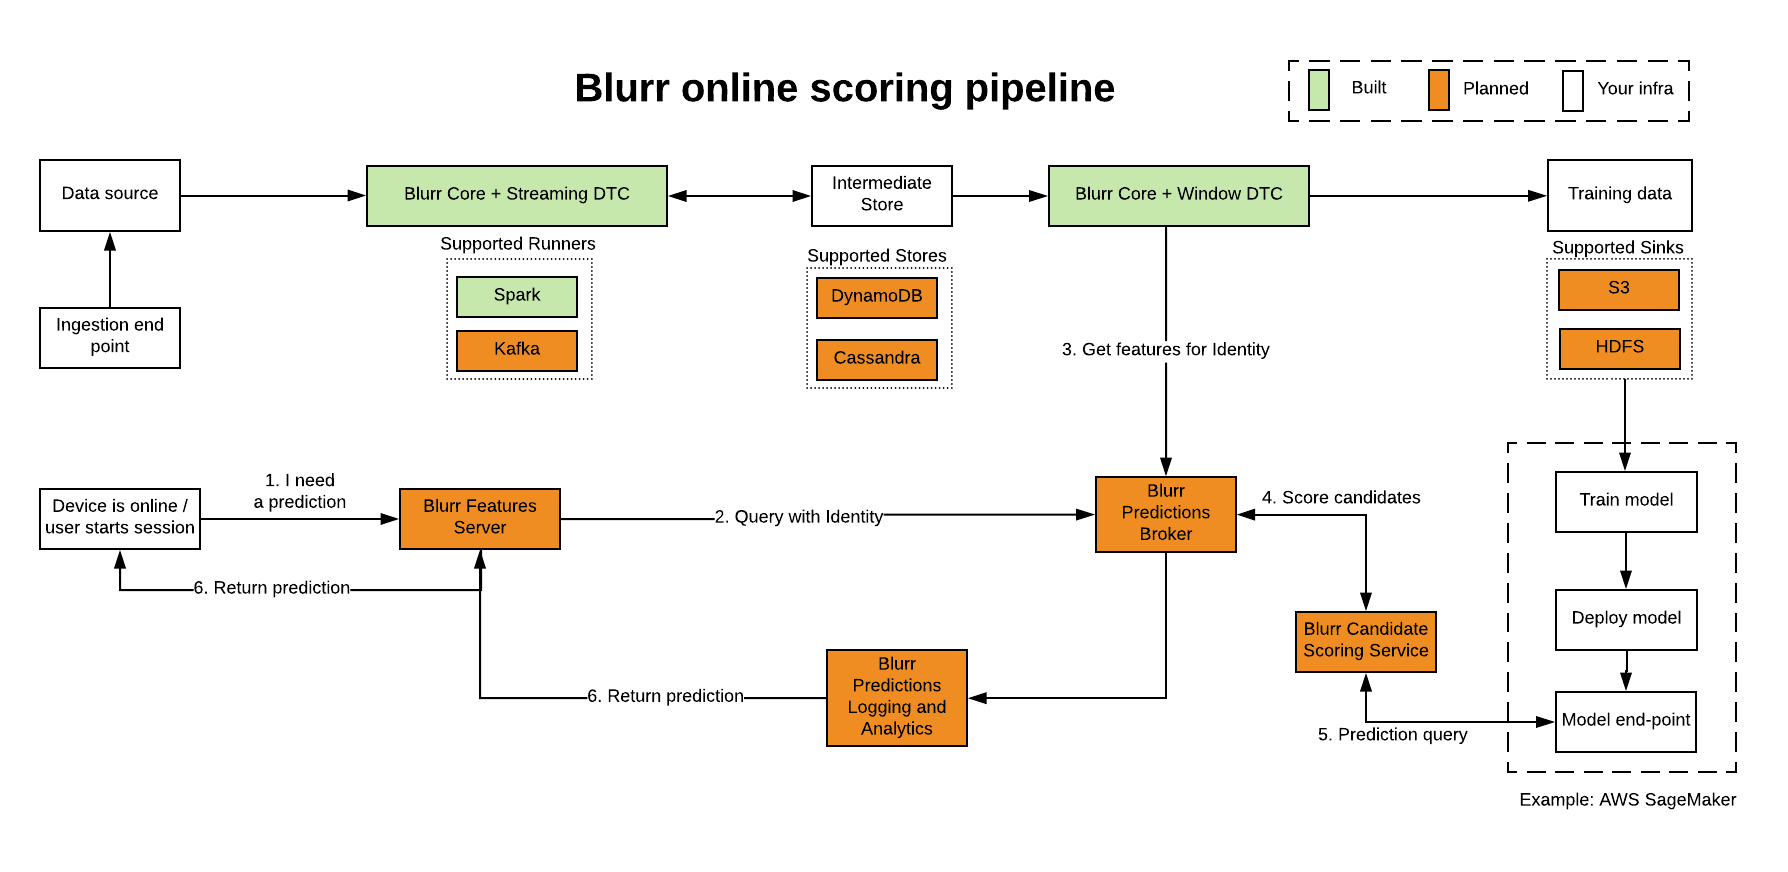 Blurr online scoring pipeline
Built
Planned
Your infra
Data source
Blurr Core + Streaming DTC
Intermediate
Store
Blurr Core + Window DTC
Training data
Supported Runners
Spark
Kafka
Supported Stores
DynamoDB
Cassandra
Supported Sinks
S3
HDFS
Ingestion end
point
3. Get features for Identity
1. I need
a prediction
Device is online /
user starts session
Blurr Features
Server
2. Query with Identity
Blurr
Predictions
Broker
4. Score candidates
Train model
6. Return prediction
Deploy model
Blurr Candidate
Scoring Service
6. Return prediction
Blurr
Predictions
Logging and
Analytics
5. Prediction query
Model end-point
Example: AWS SageMaker